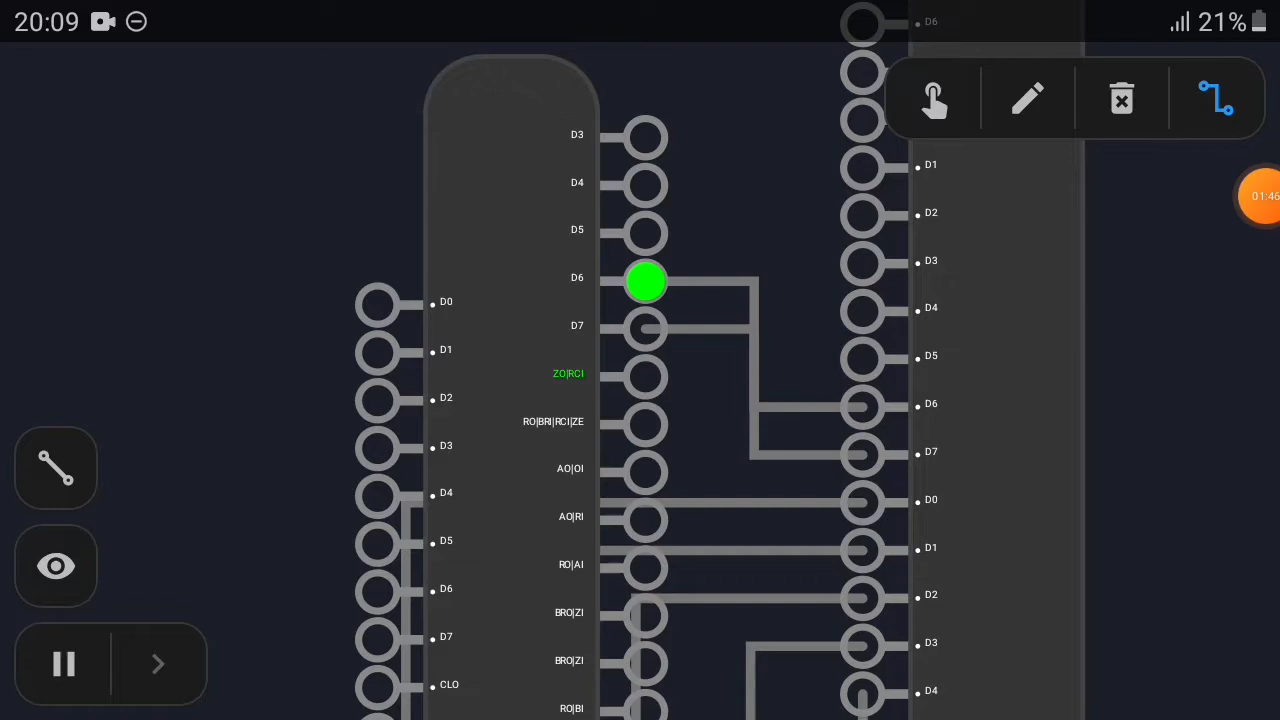 20:09
21%
D6
01:46
D3
D4
D5
D6
D7
ZO|RCI
RO|BRI|RCI|ZE
AO|OI
AO|RI
RO|AI
BRO|ZI
BRO|ZI
RO|BI
D0
D1
D2
D3
D4
D5
D6
D7
CLO
D1
D2
D3
D4
D5
D6
D7
D0
D1
D2
D3
D4